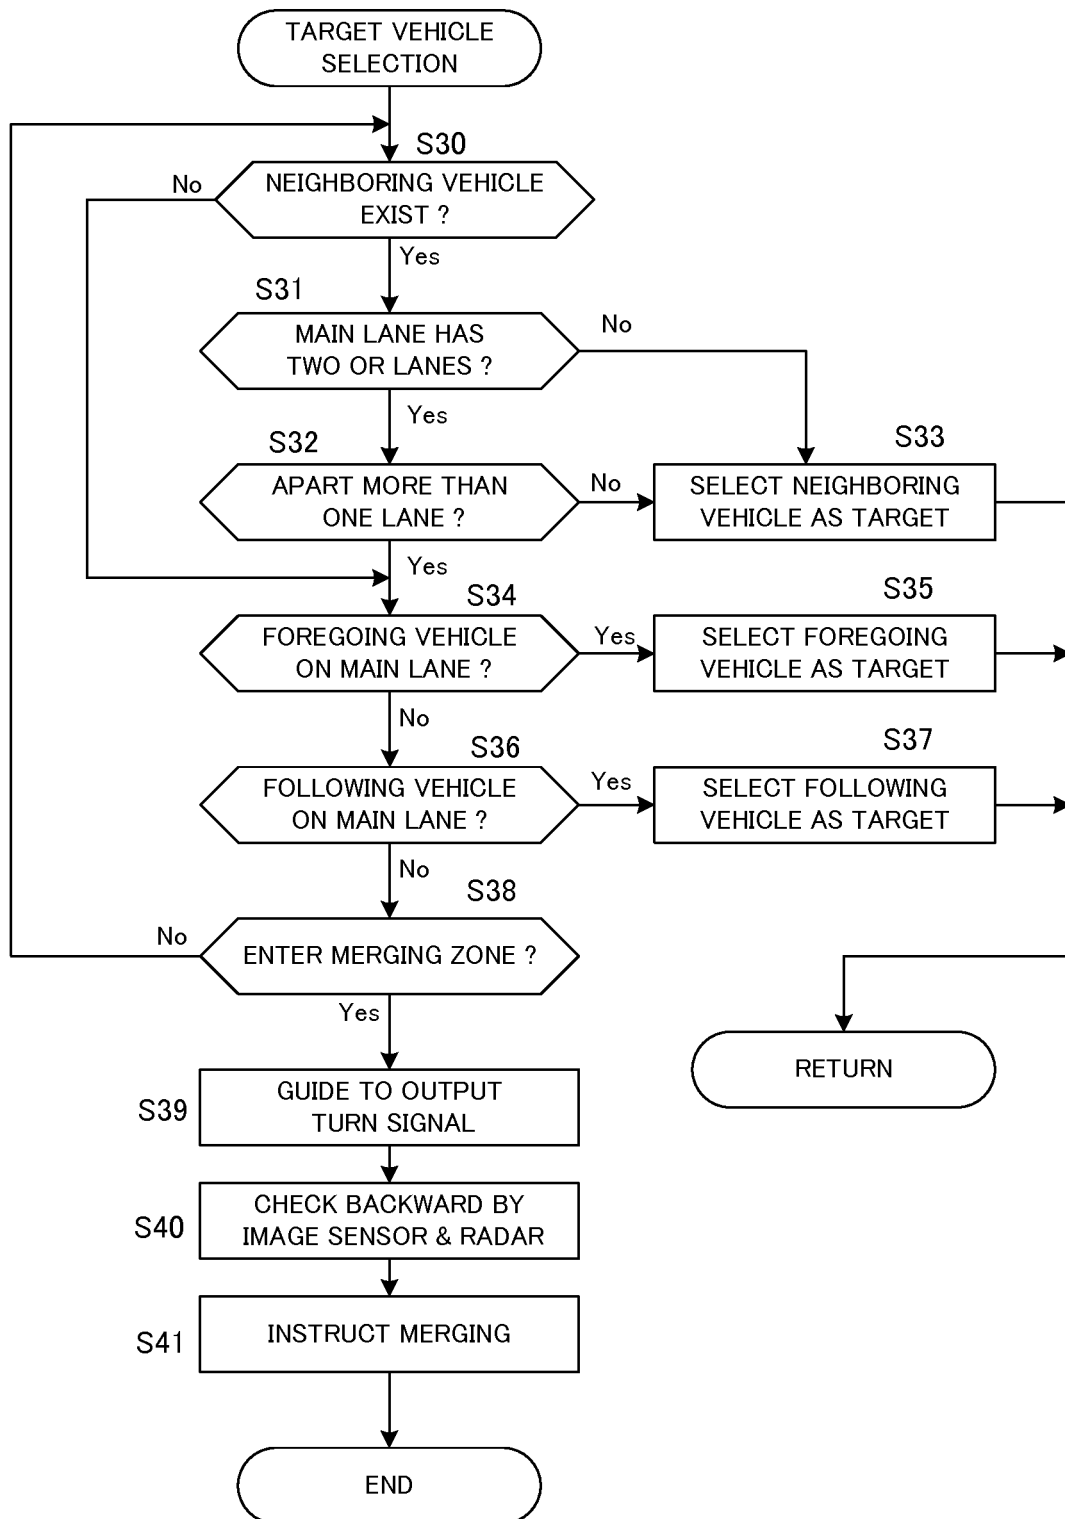 TARGET VEHICLE
SELECTION
S30
No
NEIGHBORING VEHICLE
EXIST ?
Yes
S31
MAIN LANE HAS
TWO OR LANES ?
No
Yes
S32
APART MORE THAN
ONE LANE ?
No
S33
SELECT NEIGHBORING
VEHICLE AS TARGET
Yes
S34
FOREGOING VEHICLE
ON MAIN LANE ?
Yes
S35
SELECT FOREGOING
VEHICLE AS TARGET
No
S36
FOLLOWING VEHICLE
ON MAIN LANE ?
Yes
S37
SELECT FOLLOWING
VEHICLE AS TARGET
No
S38
No
ENTER MERGING ZONE ?
Yes
RETURN
S39
GUIDE TO OUTPUT
TURN SIGNAL
S40
CHECK BACKWARD BY
IMAGE SENSOR & RADAR
S41
INSTRUCT MERGING
END